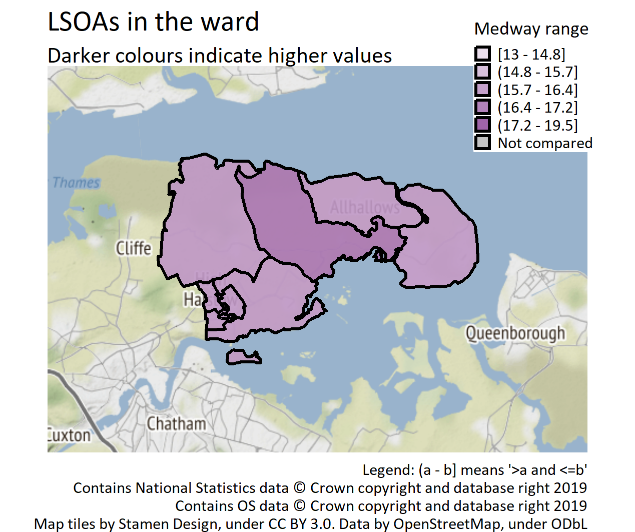 LSOAs in the ward
Darker colours indicate higher values
Medway range
[13 - 14.8]
(14.8 - 15.7]
(15.7 - 16.4]
(16.4 - 17.2]
(17.2 - 19.5]
Not compared
Thames
Allhallows
Cliffe
Queenborough
Chatham
Legend: (a - b] means '>a and <=b'
Contains National Statistics data © Crown copyright and database right 2019
Contains OS data © Crown copyright and database right 2019
Map tiles by Stamen Design, under CC BY 3.0. Data by OpenStreetMap, under ODbL